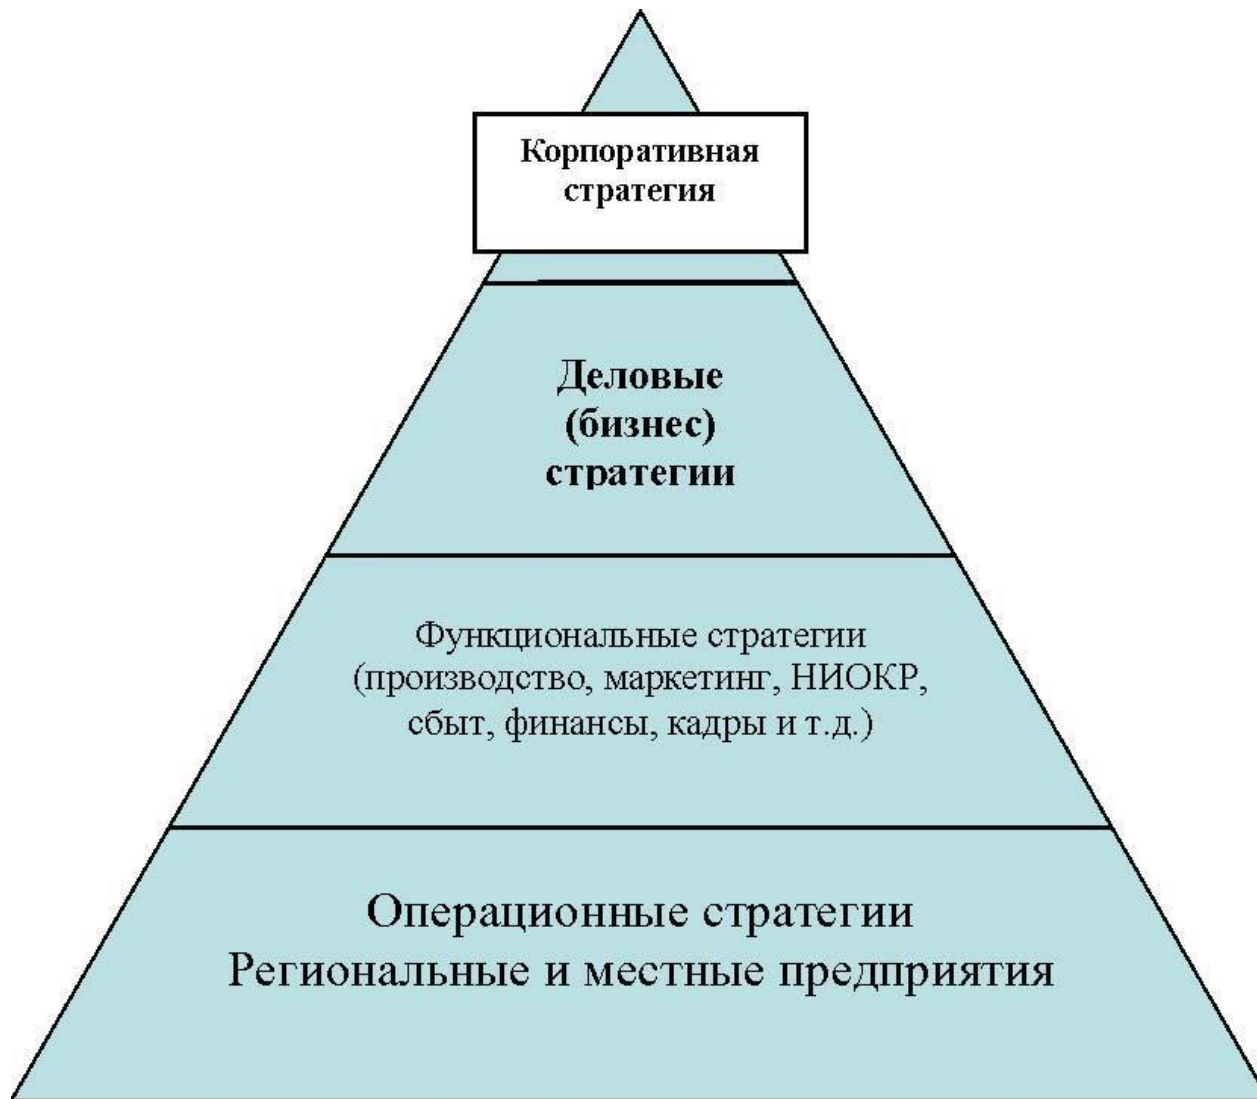 Корпоративная
стратегия
Деловые
(бизнес)
стратегии
Функциональные стратегии
(производство, маркетинг, НИОКР,
сбыт, финансы, кадры и т.д.)
Операционные стратегии
Региональные и местные предприятия